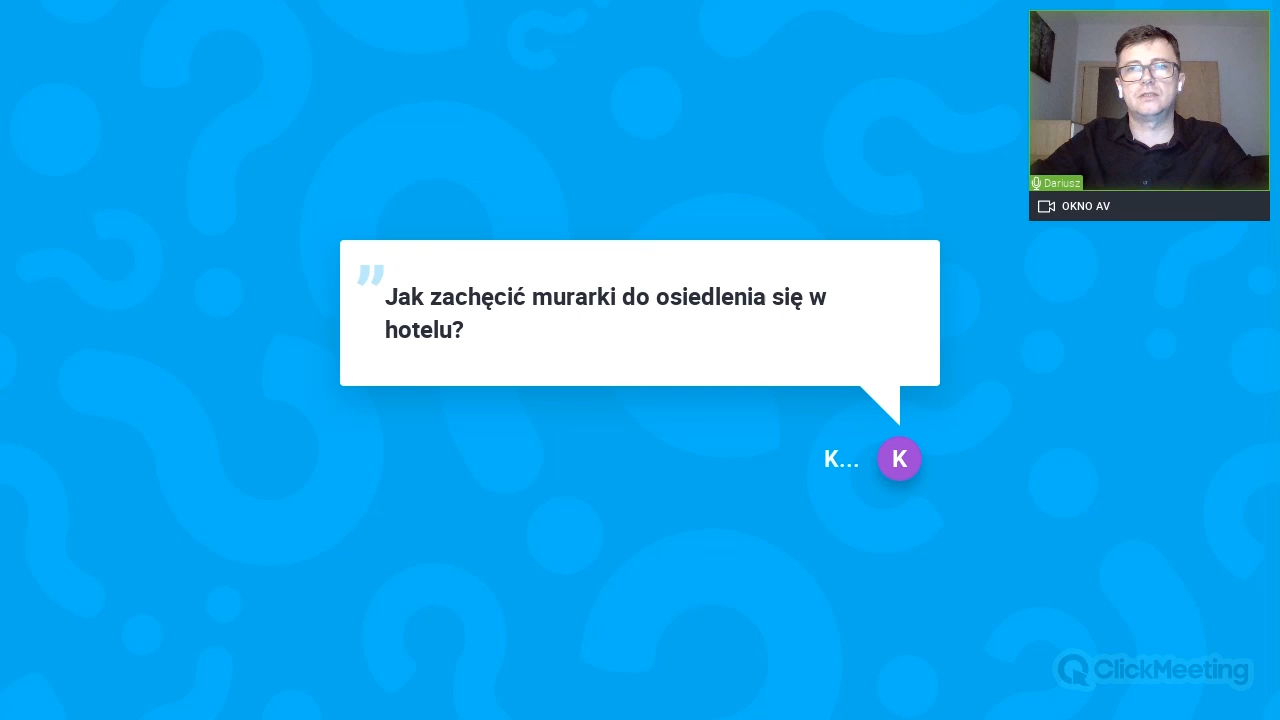 Dariusz
OKNO AV
”
Jak zachęcić murarki do osiedlenia się w
hotelu?
K... K
ClickMeeting